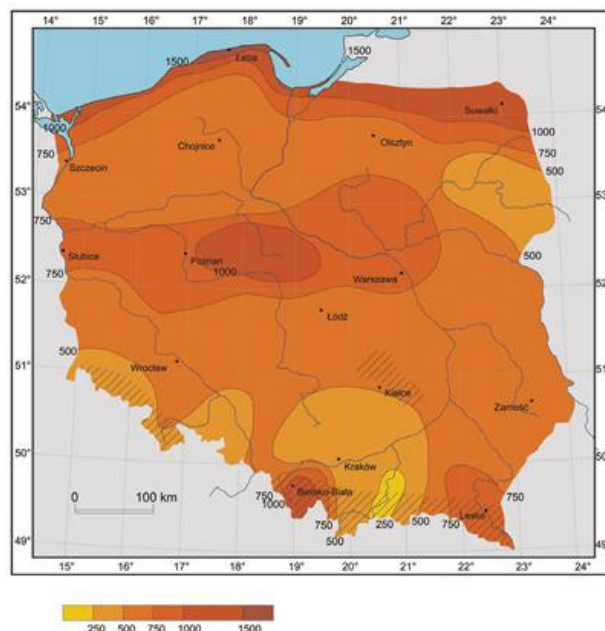 14° 15° 16° 17° 18° 19° 20° 21° 22° 23° 24°
1500 Łeba 1500
54° Suwałki 54°
1000 1000
Chojnice Olsztyn
750 750
Szczecin 500
53° 53°
750
Słubice 500
Poznań
52° 750 1000 Warszawa 52°
Łódź
500
51° Wrocław 51°
Kielce
Zamość
50° Kraków 50°
0 100 km 750 Bielsko-Biała 750
1000 Lesko
750 250 500 750
49° 500 49°
15° 16° 17° 18° 19° 20° 21° 22° 23°
250 500 750 1000 1500